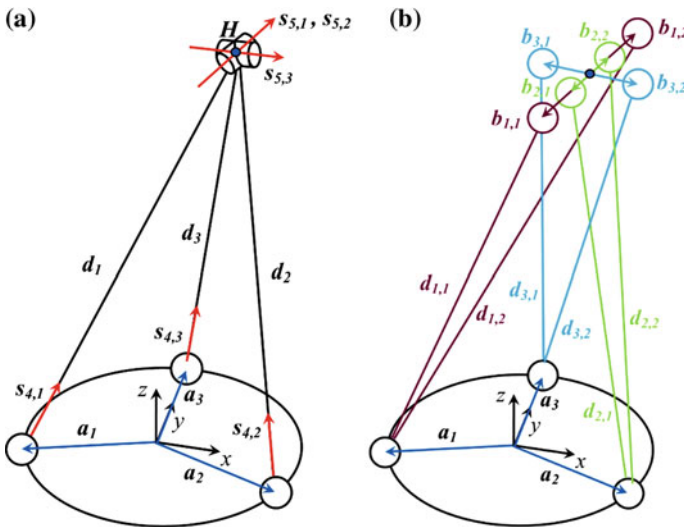 (a)
H
s5,1 , s5,2
s5,3
d1
d3
d2
s4,3
s4,1
s4,2
a3
a1
a2
z
y
x
(b)
b3,1
b2,2
b1,2
b2,1
b3,2
b1,1
d1,1
d3,1
d1,2
d3,2
d2,2
d2,1
a3
a1
a2
z
y
x